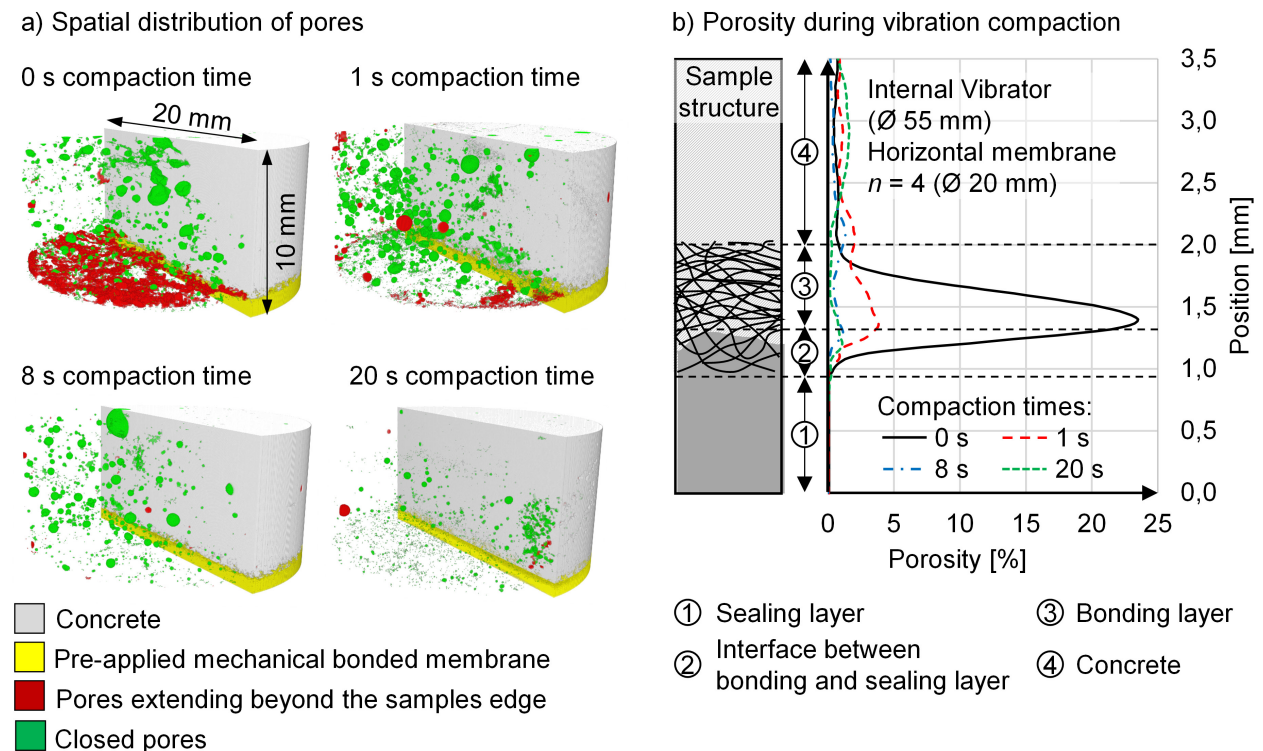 a) Spatial distribution of pores
0 s compaction time
1 s compaction time
20 mm
10 mm
8 s compaction time
20 s compaction time
Concrete
Pre-applied mechanical bonded membrane
Pores extending beyond the samples edge
Closed pores
b) Porosity during vibration compaction
Sample
structure
4
3
2
1
Internal Vibrator
(Ø 55 mm)
Horizontal membrane
n = 4 (Ø 20 mm)
Compaction times:
0 s
1 s
8 s
20 s
3,5
3,0
2,5
2,0
1,5
1,0
0,5
0,0
Position [mm]
0 5 10 15 20 25
Porosity [%]
1 Sealing layer
2 Interface between
bonding and sealing layer
3 Bonding layer
4 Concrete